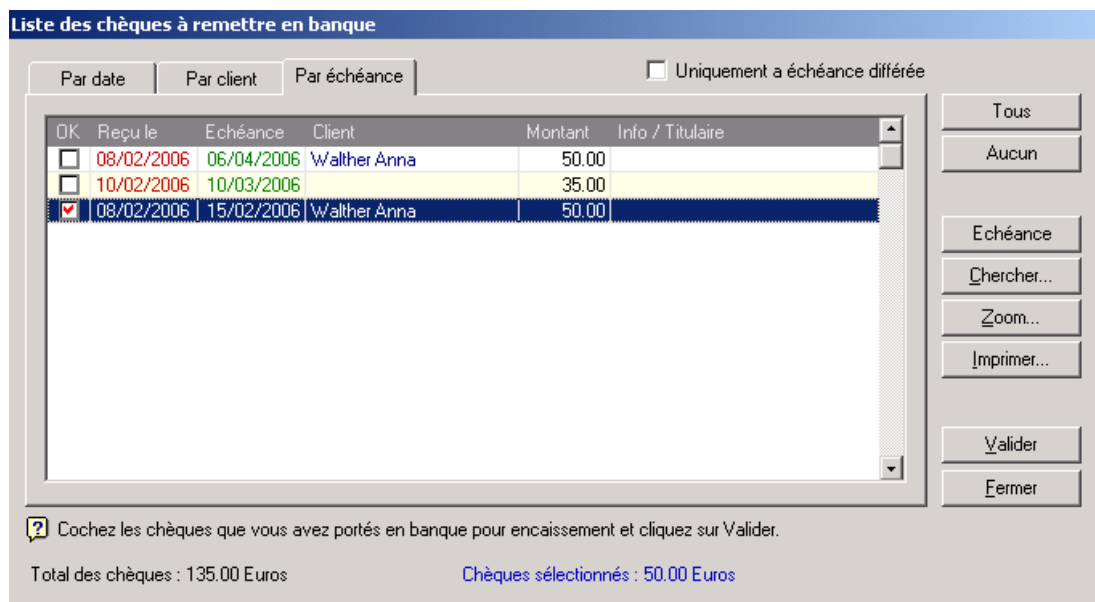 Liste des chèques à remettre en banque
Par date Par client Par échéance Uniquement a échéance différée
Tous
Aucun
OK Reçu le Echéance Client Montant Info / Titulaire
08/02/2006 06/04/2006 Walther Anna 50.00
10/02/2006 10/03/2006 35.00
08/02/2006 15/02/2006 Walther Anna 50.00
Echéance
Chercher...
Zoom...
Imprimer...
Valider
Fermer
Cochez les chèques que vous avez portés en banque pour encaissement et cliquez sur Valider.
Total des chèques : 135.00 Euros Chèques sélectionnés : 50.00 Euros